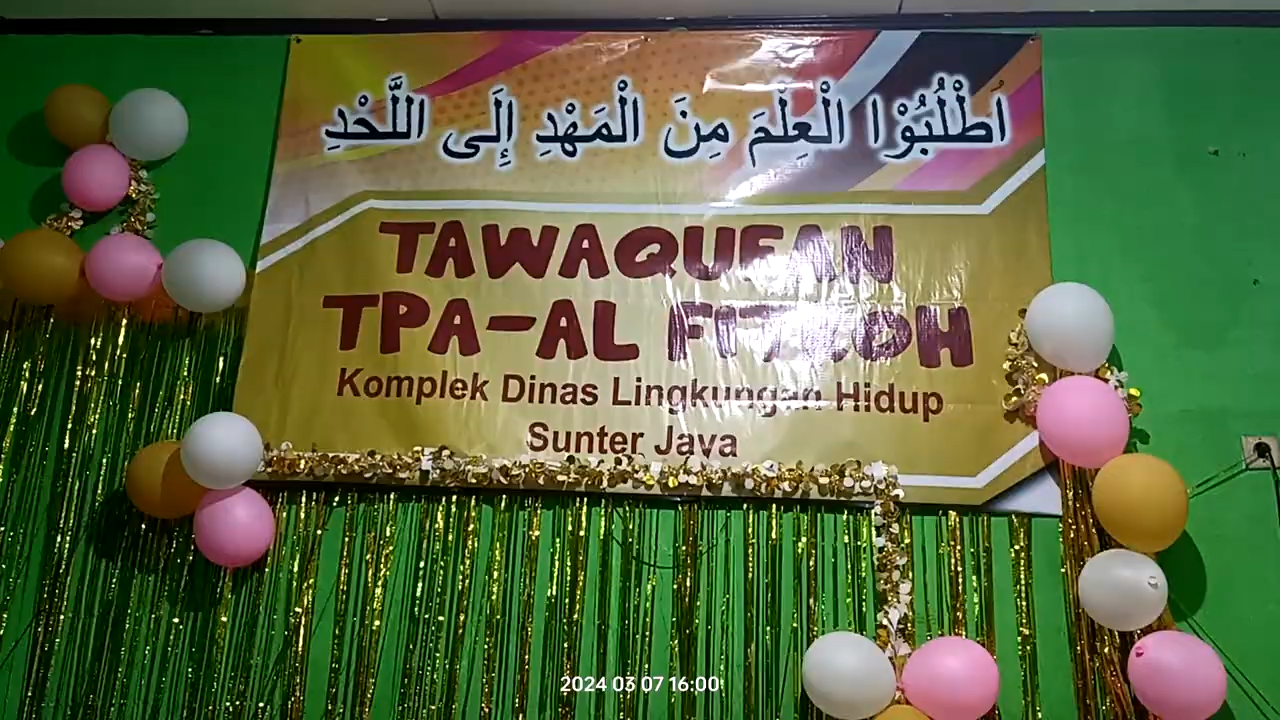 اُطْلُبُوْا الْعِلْمَ مِنَ الْمَهْدِ إِلَى اللَّحْدِ
TAWAQUFAN
TPA-AL FITROH
Komplek Dinas Lingkungan Hidup
Sunter Jaya
2024 03 07 16:00